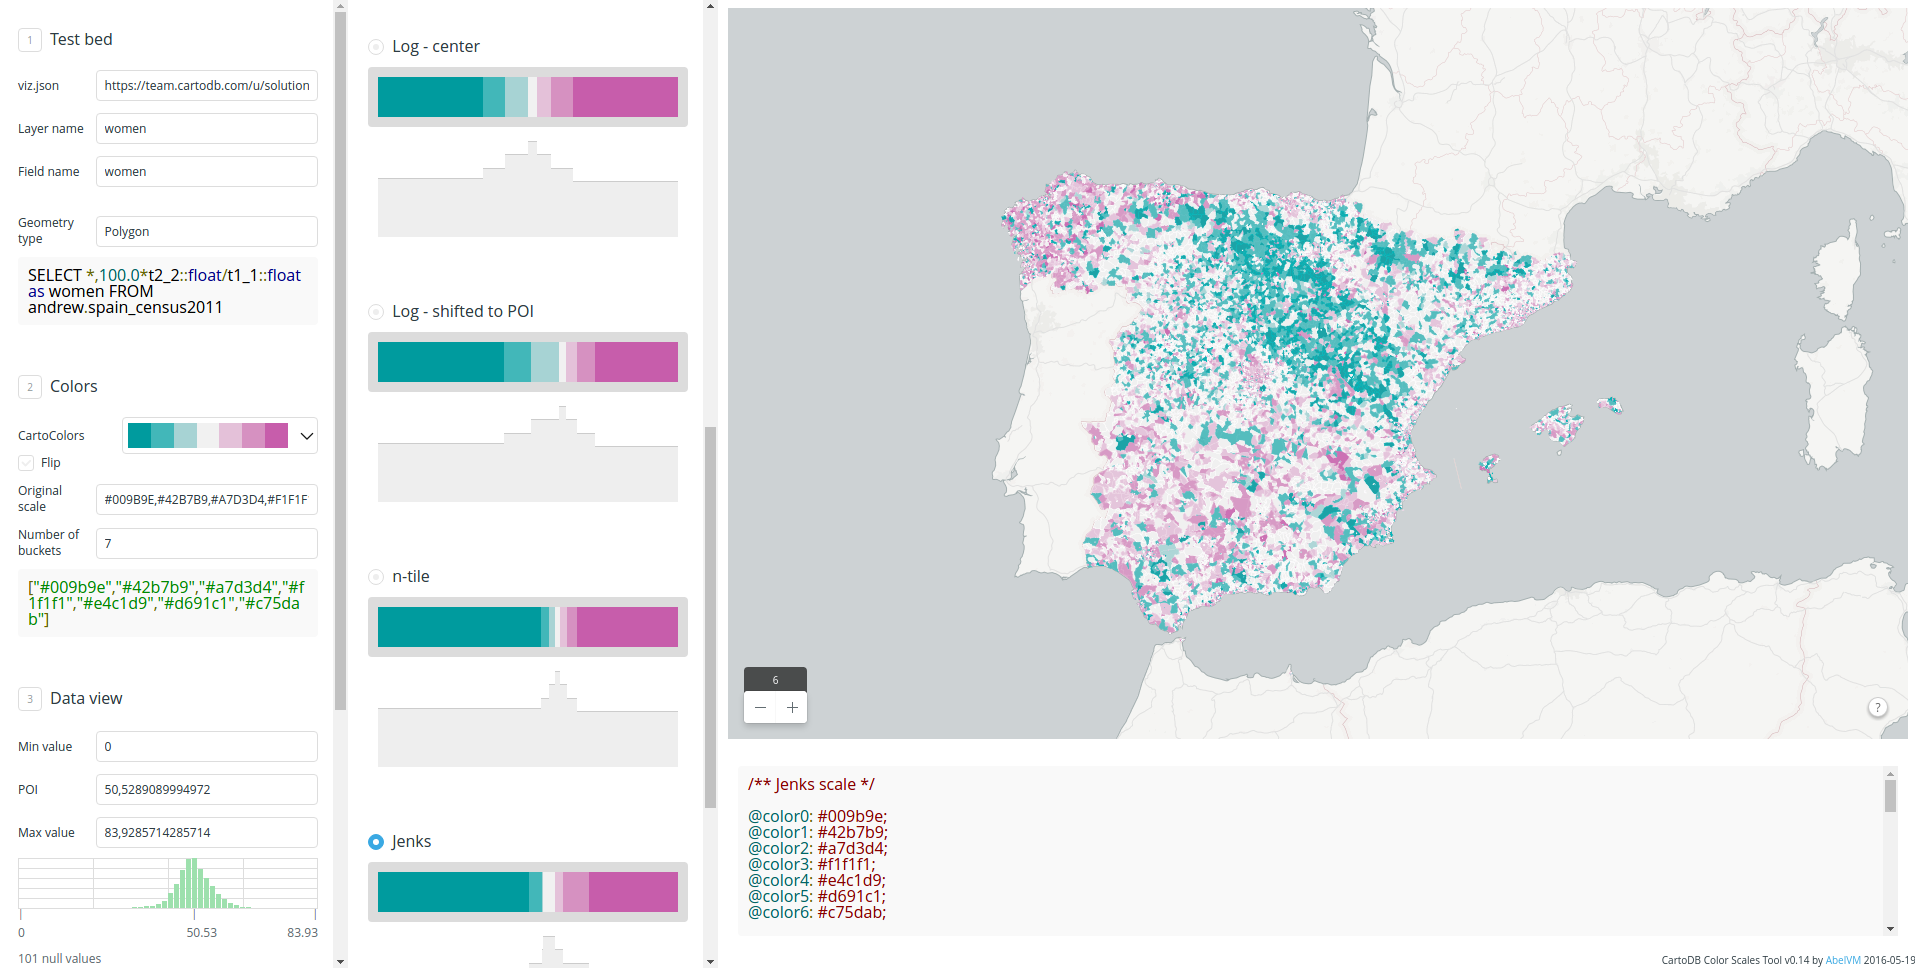 1 Test bed
viz.json https://team.cartodb.com/u/solution
Layer name women
Field name women
Geometry
type
Polygon
SELECT *,100.0*t2_2::float/t1_1::float
as women FROM
andrew.spain_census2011
2 Colors
CartoColors
Flip
Original
scale
#009B9E,#42B7B9,#A7D3D4,#F1F1F
Number of
buckets
7
["#009b9e","#42b7b9","#a7d3d4","#f
1f1f1","#e4c1d9","#d691c1","#c75da
b"]
3 Data view
Min value 0
POI 50,5289089994972
Max value 83,9285714285714
0 50.53 83.93
101 null values
Log - center
Log - shifted to POI
n-tile
Jenks
6
− +
?
/** Jenks scale */
@color0: #009b9e;
@color1: #42b7b9;
@color2: #a7d3d4;
@color3: #f1f1f1;
@color4: #e4c1d9;
@color5: #d691c1;
@color6: #c75dab;
CartoDB Color Scales Tool v0.14 by AbelVM 2016-05-19